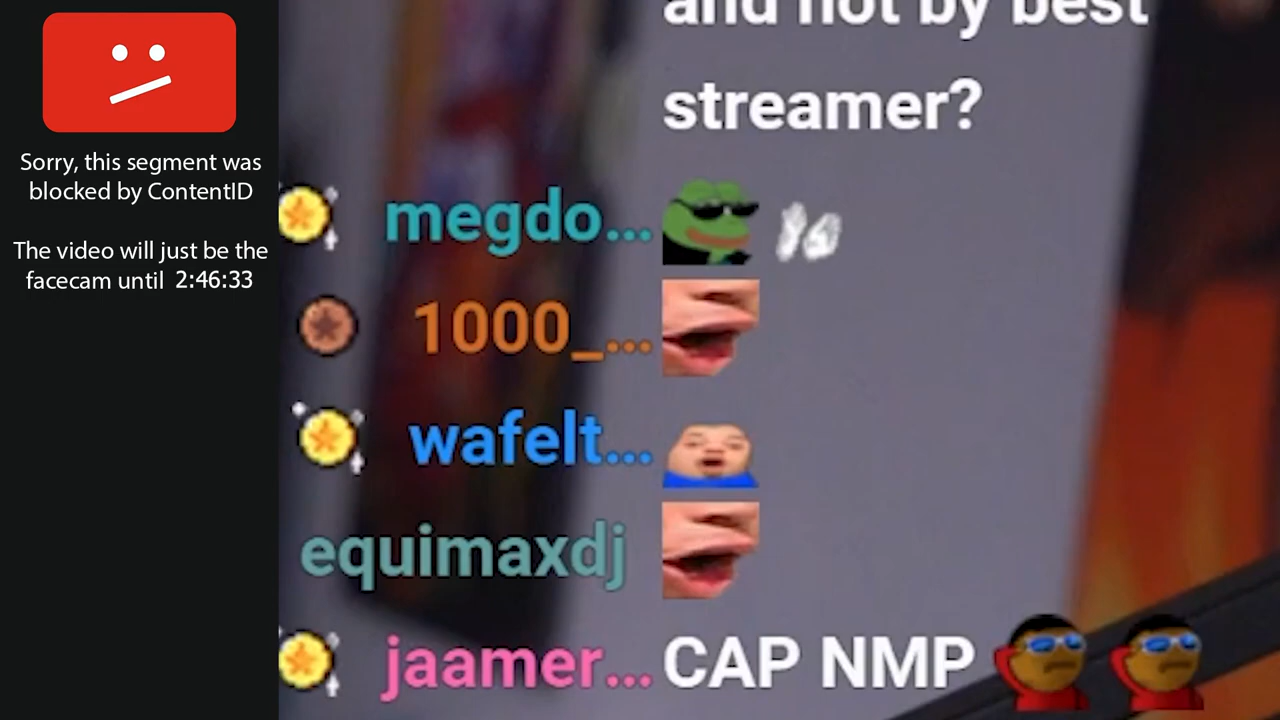 Sorry, this segment was
blocked by ContentID
The video will just be the
facecam until 2:46:33
and not by best
streamer?
megdo...
1000_...
wafelt...
equimaxdj
jaamer... CAP NMP